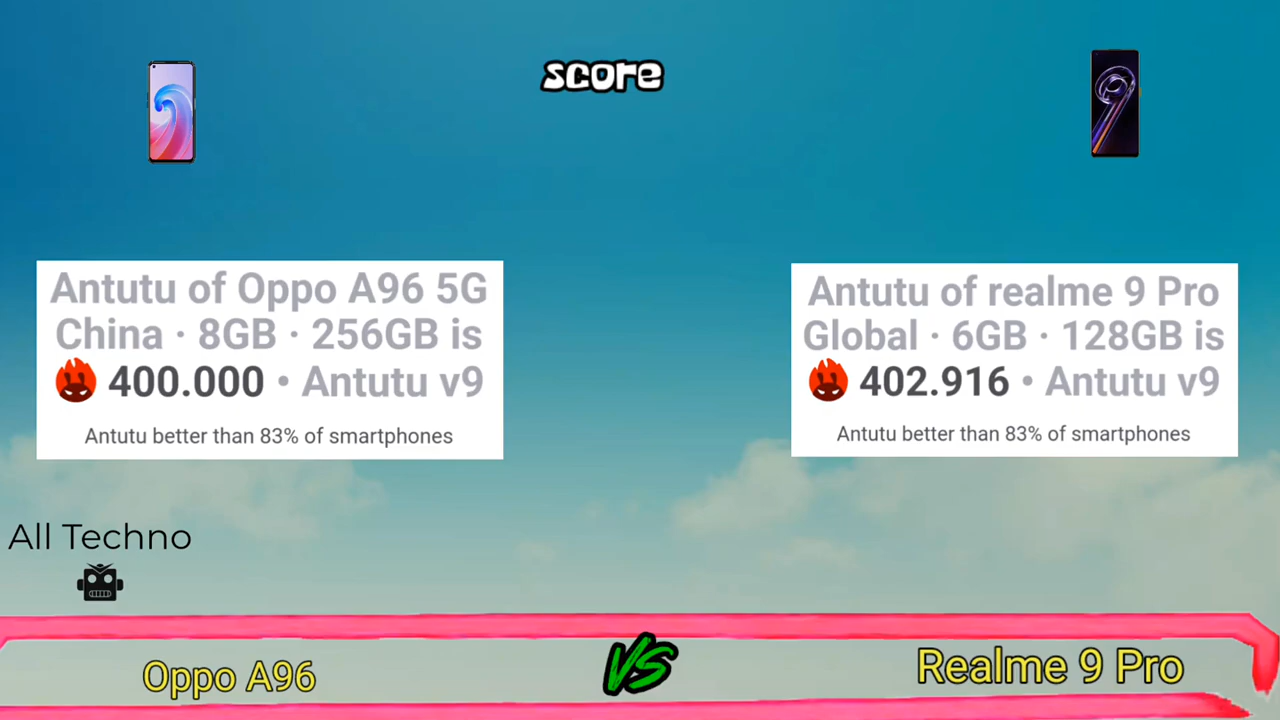 score
Antutu of Oppo A96 5G
China · 8GB · 256GB is
400.000 • Antutu v9
Antutu better than 83% of smartphones
Antutu of realme 9 Pro
Global · 6GB · 128GB is
402.916 • Antutu v9
Antutu better than 83% of smartphones
All Techno
Oppo A96
VS
Realme 9 Pro